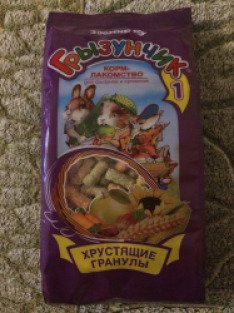 Грызунчик
КОРМ-
ЛАКОМСТВО
1
ХРУСТЯЩИЕ
ГРАНУЛЫ